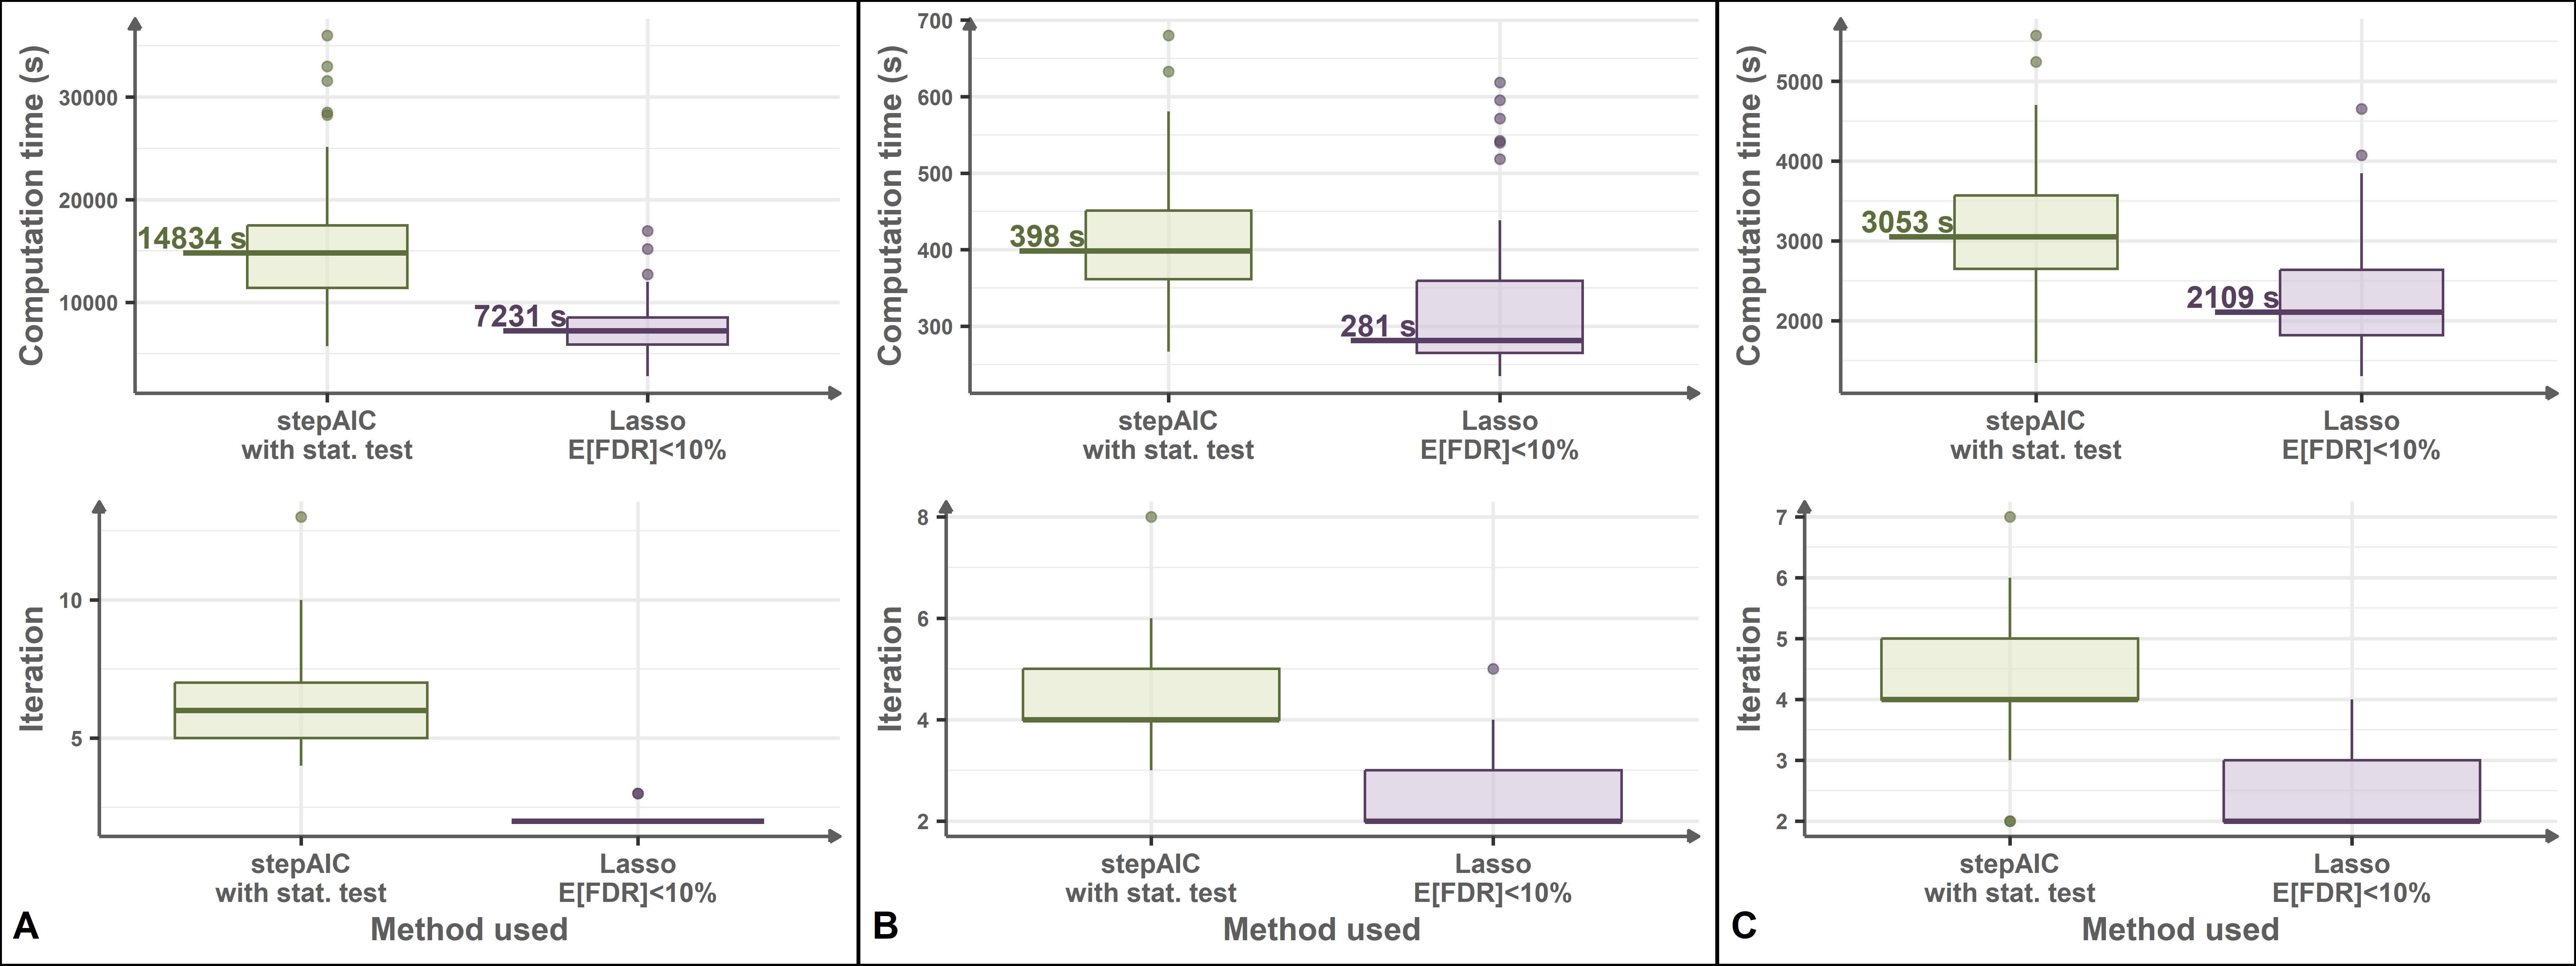 Computation time (s)
30000
20000
10000
14834 s
7231 s
stepAIC
with stat. test
Lasso
E[FDR]<10%
Iteration
10
5
stepAIC
with stat. test
Lasso
E[FDR]<10%
Method used
A
Computation time (s)
700
600
500
400
300
398 s
281 s
stepAIC
with stat. test
Lasso
E[FDR]<10%
Iteration
8
6
4
2
stepAIC
with stat. test
Lasso
E[FDR]<10%
Method used
B
Computation time (s)
5000
4000
3000
2000
3053 s
2109 s
stepAIC
with stat. test
Lasso
E[FDR]<10%
Iteration
7
6
5
4
3
2
stepAIC
with stat. test
Lasso
E[FDR]<10%
Method used
C